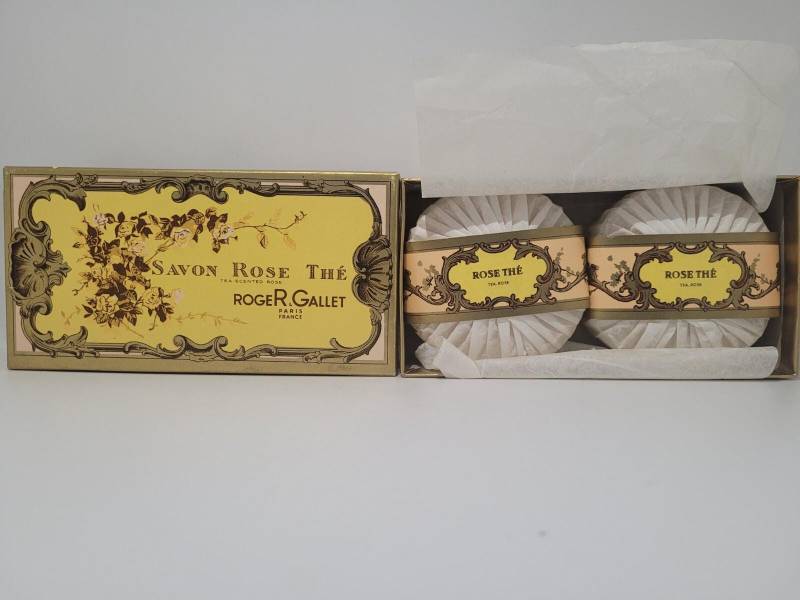 SAVON ROSE THÉ
TEA-SCENTED ROSE
ROGER.GALLET
PARIS
FRANCE
ROSE THÉ
TEA ROSE
ROSE THÉ
TEA ROSE